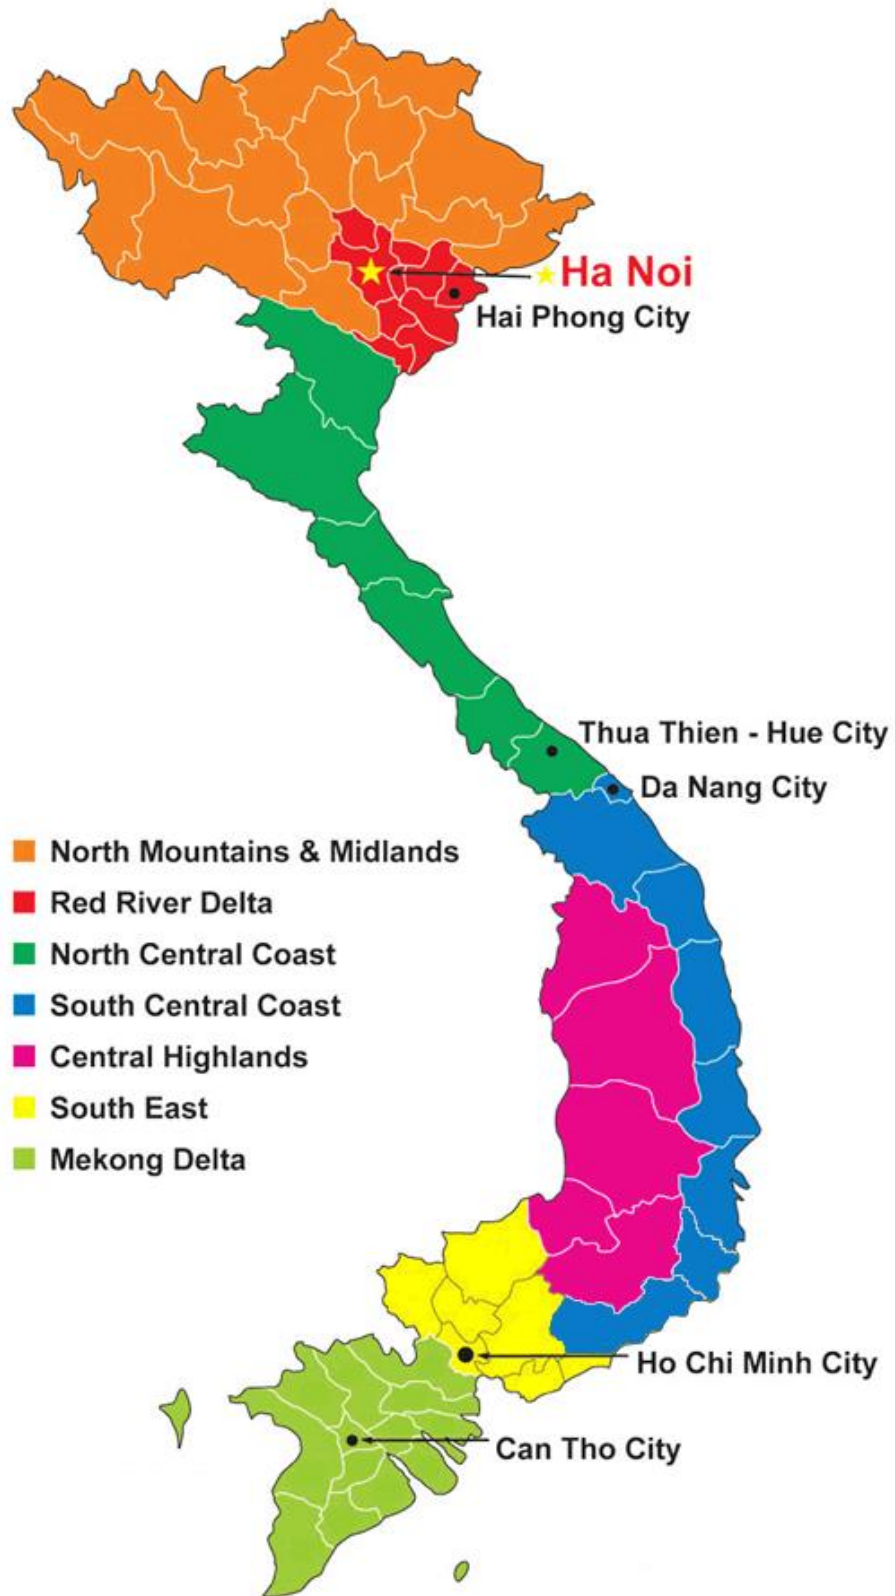 Ha Noi
Hai Phong City
Thua Thien - Hue City
Da Nang City
North Mountains & Midlands
Red River Delta
North Central Coast
South Central Coast
Central Highlands
South East
Mekong Delta
Ho Chi Minh City
Can Tho City